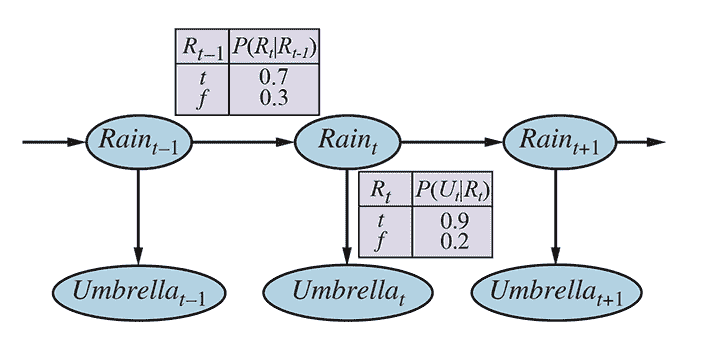 R_{t-1} P(R_t|R_{t-1})
t 0.7
f 0.3
Rain_{t-1} Rain_t Rain_{t+1}
R_t P(U_t|R_t)
t 0.9
f 0.2
Umbrella_{t-1} Umbrella_t Umbrella_{t+1}